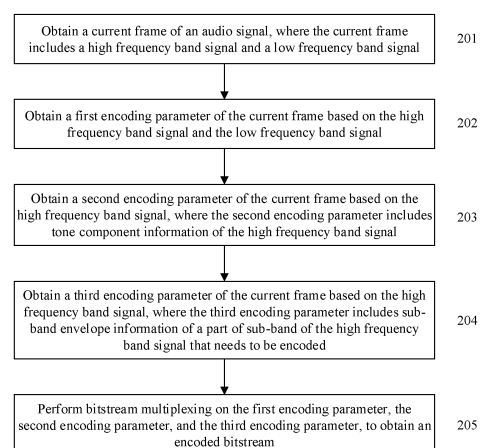 Obtain a current frame of an audio signal, where the current frame
includes a high frequency band signal and a low frequency band signal
201
Obtain a first encoding parameter of the current frame based on the high
frequency band signal and the low frequency band signal
202
Obtain a second encoding parameter of the current frame based on the
high frequency band signal, where the second encoding parameter includes
tone component information of the high frequency band signal
203
Obtain a third encoding parameter of the current frame based on the high
frequency band signal, where the third encoding parameter includes sub-
band envelope information of a part of sub-band of the high frequency
band signal that needs to be encoded
204
Perform bitstream multiplexing on the first encoding parameter, the
second encoding parameter, and the third encoding parameter, to obtain an
encoded bitstream
205